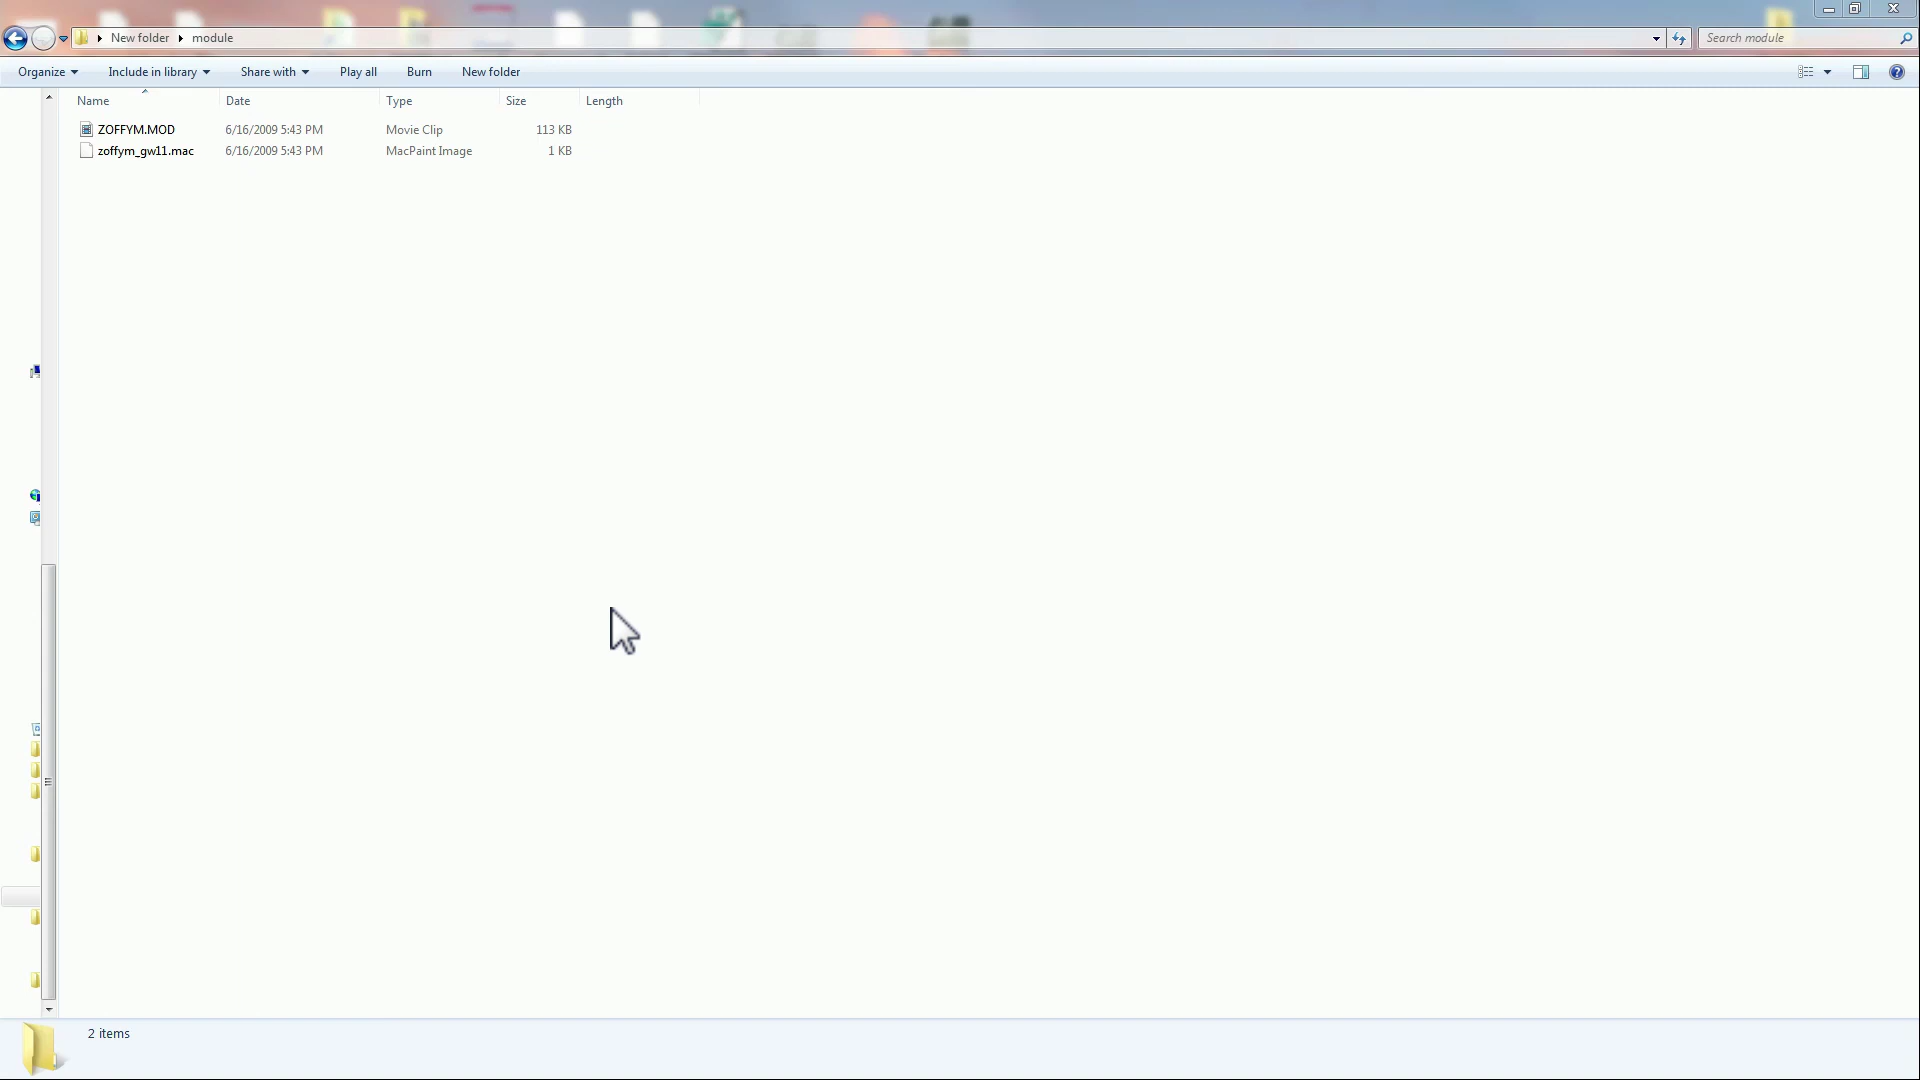 New folder module
Search module
Organize Include in library Share with Play all Burn New folder
Name Date Type Size Length
ZOFFYM.MOD 6/16/2009 5:43 PM Movie Clip 113 KB
zoffym_gw11.mac 6/16/2009 5:43 PM MacPaint Image 1 KB
2 items